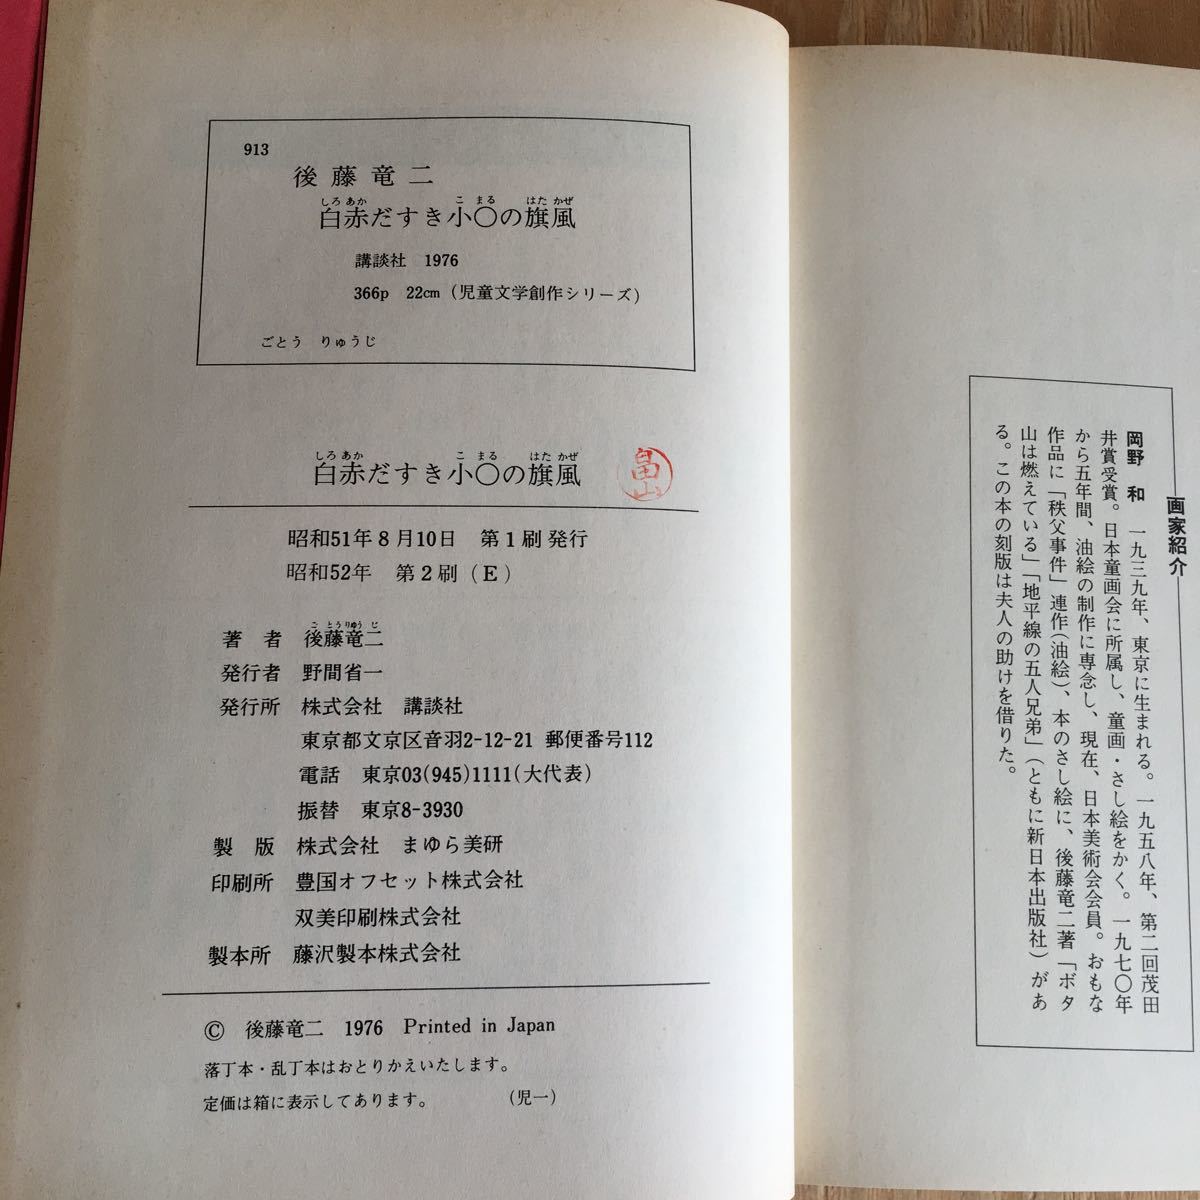 913
後藤竜二
しろあか こまる はたかぜ
白赤だすき小〇の旗風
講談社 1976
366p 22cm(児童文学創作シリーズ)
ごとう りゅうじ
しろあか こまる はたかぜ
白赤だすき小〇の旗風
畠山
昭和51年8月10日 第1刷発行
昭和52年 第2刷(E)
ごとうりゅうじ
著者 後藤竜二
発行者 野間省一
発行所 株式会社 講談社
東京都文京区音羽2-12-21 郵便番号112
電話 東京03(945)1111(大代表)
振替 東京8-3930
製版 株式会社 まゆら美研
印刷所 豊国オフセット株式会社
双美印刷株式会社
製本所 藤沢製本株式会社
© 後藤竜二 1976 Printed in Japan
落丁本・乱丁本はおとりかえいたします。
定価は箱に表示してあります。 (児一)
画家紹介
岡野 和 一九三九年、東京に生まれる。一九五八年、第二回茂田
井賞受賞。日本童画会に所属し、童画・さし絵をかく。一九七〇年
から五年間、油絵の制作に専念し、現在、日本美術会会員。おもな
作品に「秩父事件」連作(油絵)、本のさし絵に、後藤竜二著「ボタ
山は燃えている」「地平線の五人兄弟」(ともに新日本出版社)があ
る。この本の刻版は夫人の助けを借りた。